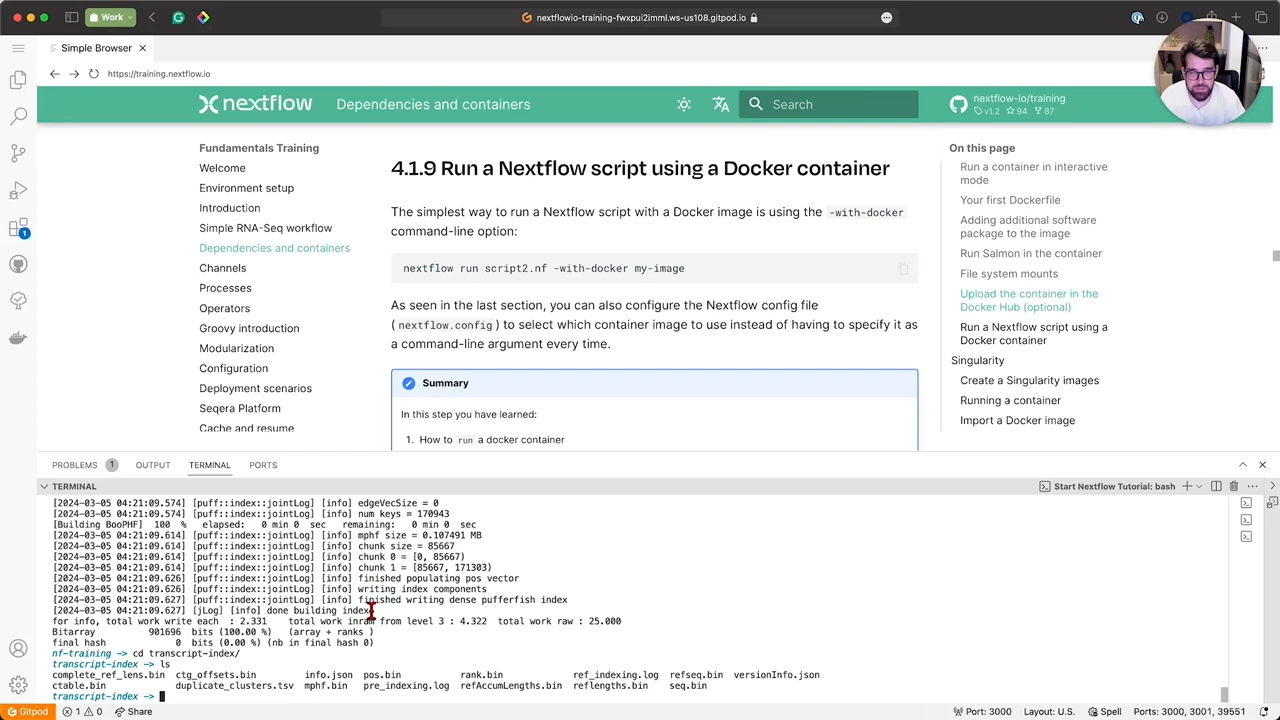 Work
nextflowio-training-fwxpui2imml.ws-us108.gitpod.io
Simple Browser
https://training.nextflow.io
nextflow
Dependencies and containers
Search
nextflow-io/training
v1.2 94 87
Fundamentals Training
Welcome
Environment setup
Introduction
Simple RNA-Seq workflow
Dependencies and containers
Channels
Processes
Operators
Groovy introduction
Modularization
Configuration
Deployment scenarios
Seqera Platform
Cache and resume
4.1.9 Run a Nextflow script using a Docker container
The simplest way to run a Nextflow script with a Docker image is using the -with-docker
command-line option:
nextflow run script2.nf -with-docker my-image
As seen in the last section, you can also configure the Nextflow config file
(nextflow.config) to select which container image to use instead of having to specify it as
a command-line argument every time.
Summary
In this step you have learned:
1. How to run a docker container
On this page
Run a container in interactive
mode
Your first Dockerfile
Adding additional software
package to the image
Run Salmon in the container
File system mounts
Upload the container in the
Docker Hub (optional)
Run a Nextflow script using a
Docker container
Singularity
Create a Singularity images
Running a container
Import a Docker image
1
PROBLEMS 1 OUTPUT TERMINAL PORTS
TERMINAL
Start Nextflow Tutorial: bash
[2024-03-05 04:21:09.574] [puff::index::jointLog] [info] edgeVecSize = 0
[2024-03-05 04:21:09.574] [puff::index::jointLog] [info] num keys = 170943
[Building BooPHF] 100 % elapsed: 0 min 0 sec remaining: 0 min 0 sec
[2024-03-05 04:21:09.614] [puff::index::jointLog] [info] mphf size = 0.107491 MB
[2024-03-05 04:21:09.614] [puff::index::jointLog] [info] chunk size = 85667
[2024-03-05 04:21:09.614] [puff::index::jointLog] [info] chunk 0 = [0, 85667)
[2024-03-05 04:21:09.614] [puff::index::jointLog] [info] chunk 1 = [85667, 171303)
[2024-03-05 04:21:09.626] [puff::index::jointLog] [info] finished populating pos vector
[2024-03-05 04:21:09.626] [puff::index::jointLog] [info] writing index components
[2024-03-05 04:21:09.627] [puff::index::jointLog] [info] finished writing dense pufferfish index
[2024-03-05 04:21:09.627] [jLog] [info] done building index
for info, total work write each : 2.331 total work inram from level 3 : 4.322 total work raw : 25.000
Bitarray 901696 bits (100.00 %) (array + ranks )
final hash 0 bits (0.00 %) (nb in final hash 0)
nf-training -> cd transcript-index/
transcript-index -> ls
complete_ref_lens.bin ctg_offsets.bin info.json pos.bin rank.bin ref_indexing.log refseq.bin versionInfo.json
ctable.bin duplicate_clusters.tsv mphf.bin pre_indexing.log refAccumLengths.bin reflengths.bin seq.bin
transcript-index ->
Gitpod 1 0 Share
Port: 3000 Layout: U.S. Spell Ports: 3000, 3001, 39551